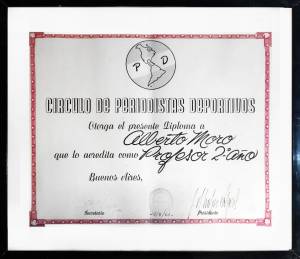 P D
CIRCULO DE PERIODISTAS DEPORTIVOS
Otorga el presente Diploma a
Alberto Moro
que lo acredita como Profesor 2º año
Buenos Aires,
Secretario
Presidente